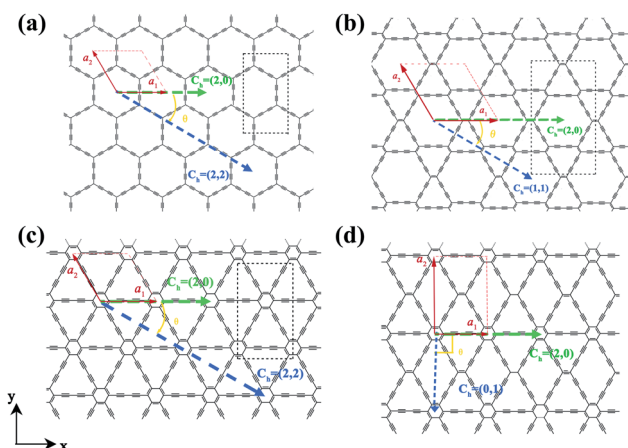 (a)
a₂
a₁
Cₕ=(2,0)
θ
Cₕ=(2,2)
(b)
a₂
a₁
θ
Cₕ=(2,0)
Cₕ=(1,1)
(c)
a₂
a₁
Cₕ=(2,0)
θ
Cₕ=(2,2)
(d)
a₂
a₁
θ
Cₕ=(2,0)
Cₕ=(0,1)
y
x